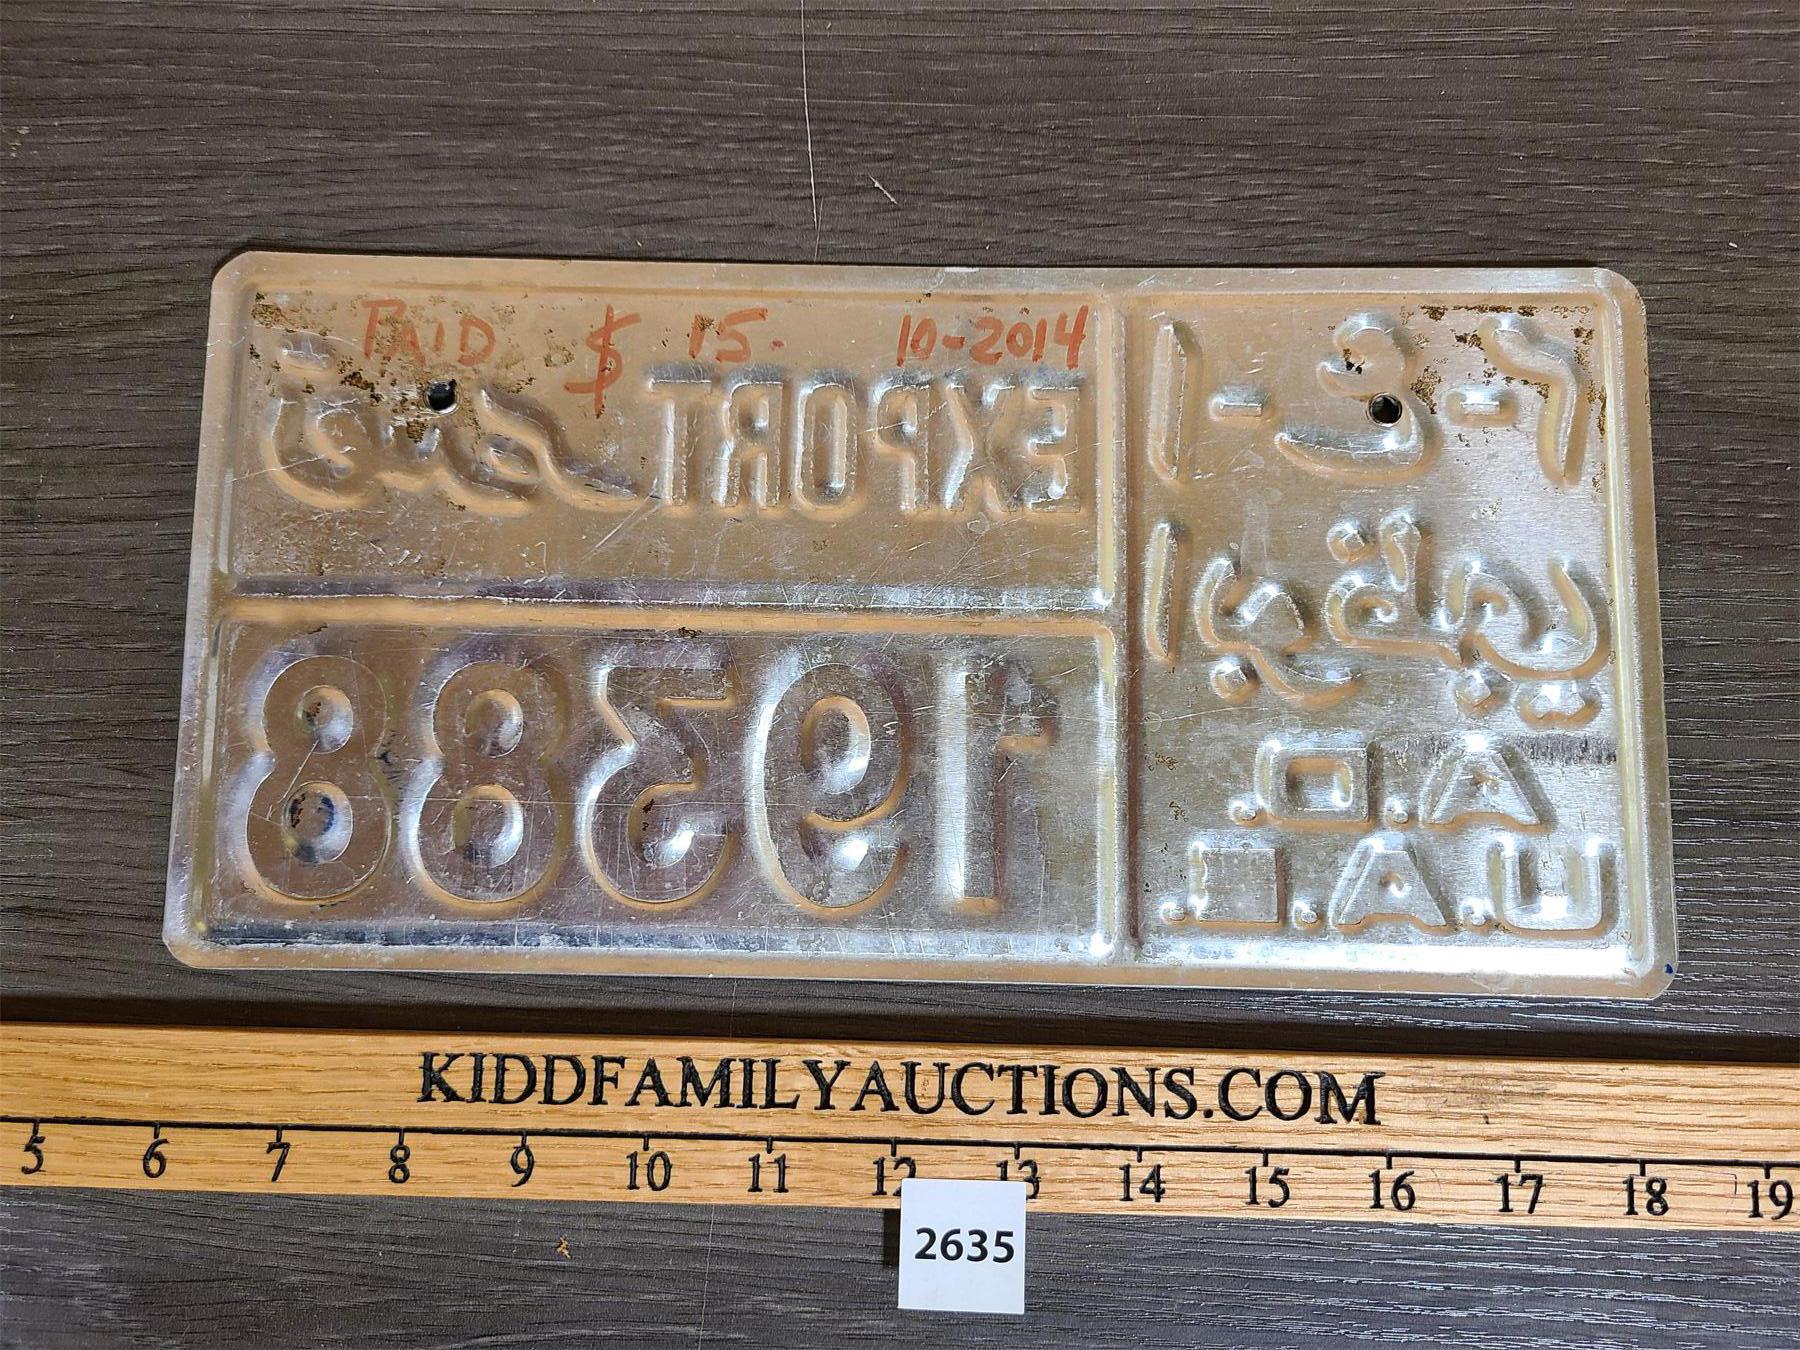 PAID $ 15. 10-2014
EXPORT
19388
ا - ع - م
ابوظبي
A.D.
U.A.E.
KIDDFAMILYAUCTIONS.COM
5 6 7 8 9 10 11 12 13 14 15 16 17 18 19
2635